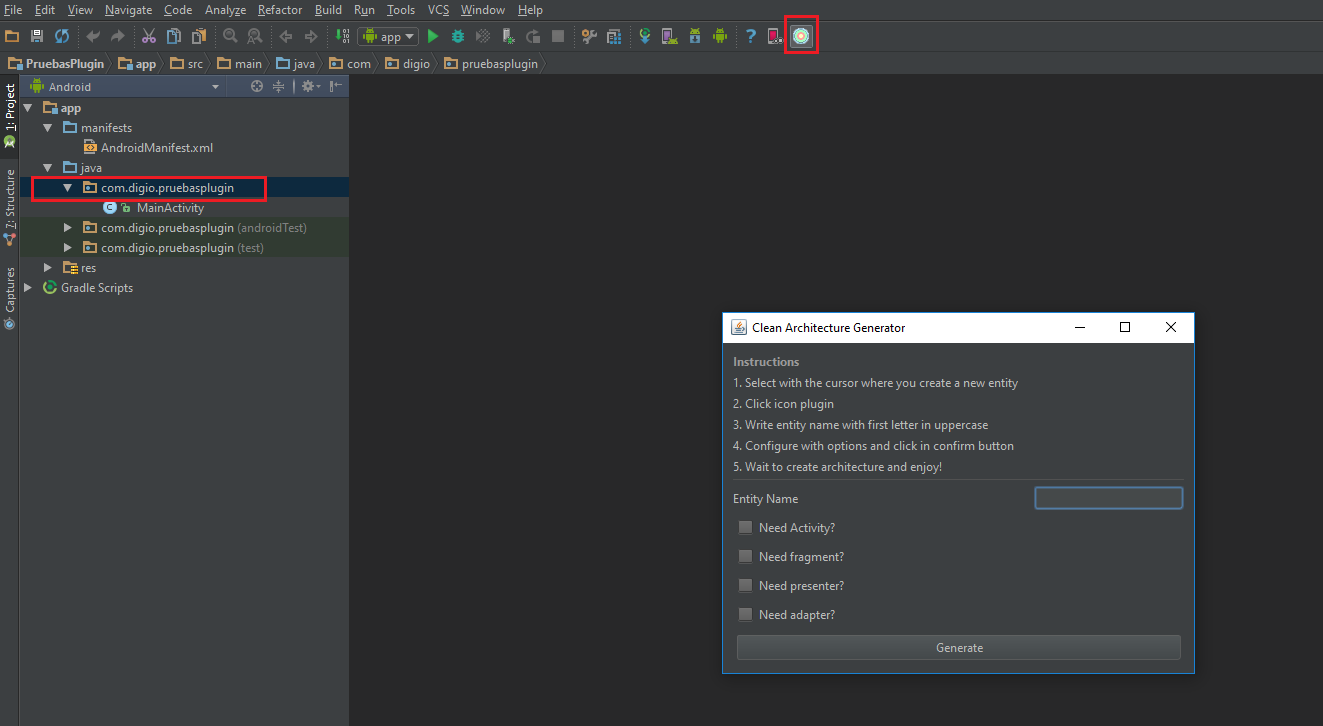 File Edit View Navigate Code Analyze Refactor Build Run Tools VCS Window Help
app
PruebasPlugin app src main java com digio pruebasplugin
1: Project
7: Structure
Captures
Android
app
manifests
AndroidManifest.xml
java
com.digio.pruebasplugin
MainActivity
com.digio.pruebasplugin (androidTest)
com.digio.pruebasplugin (test)
res
Gradle Scripts
Clean Architecture Generator
Instructions
1. Select with the cursor where you create a new entity
2. Click icon plugin
3. Write entity name with first letter in uppercase
4. Configure with options and click in confirm button
5. Wait to create architecture and enjoy!
Entity Name
Need Activity?
Need fragment?
Need presenter?
Need adapter?
Generate